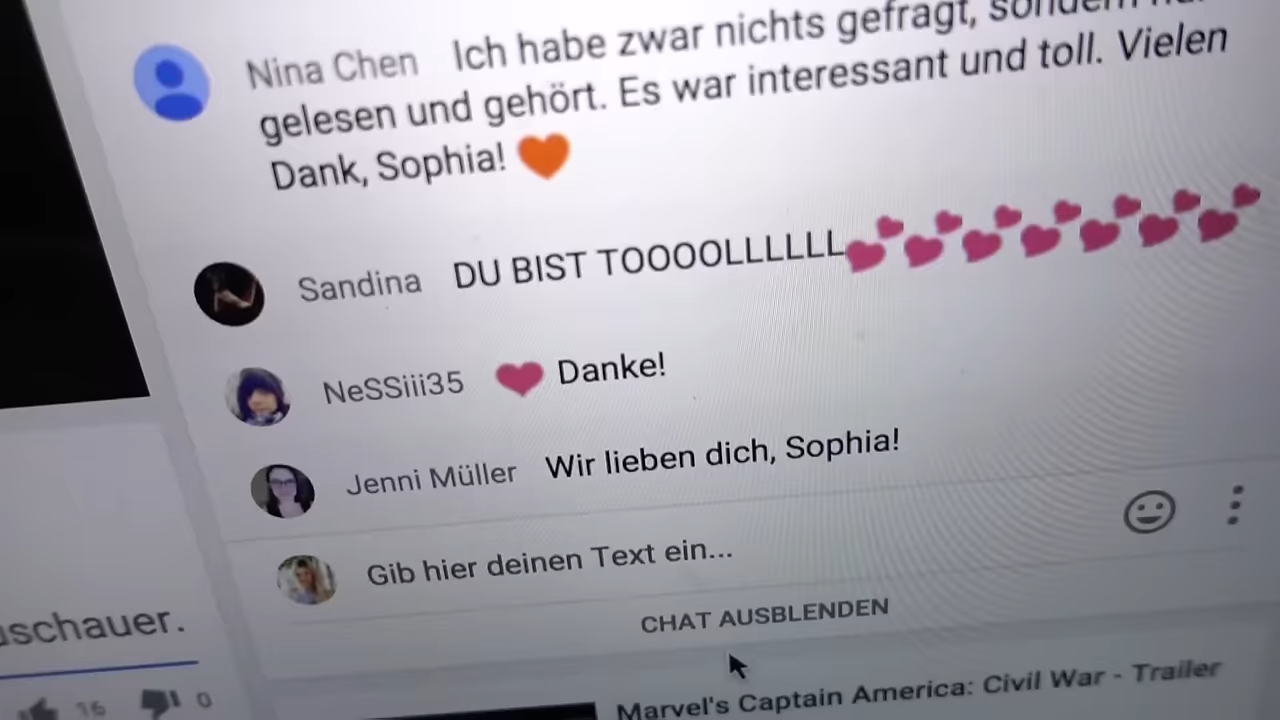 Nina Chen Ich habe zwar nichts gefragt, sondern nur
gelesen und gehört. Es war interessant und toll. Vielen
Dank, Sophia! 🧡
Sandina DU BIST TOOOOLLLLLL💕💕💕💕💕💕💕
NeSSiii35 ❤ Danke!
Jenni Müller Wir lieben dich, Sophia!
Gib hier deinen Text ein...
CHAT AUSBLENDEN
uschauer.
16 0
Marvel's Captain America: Civil War - Trailer